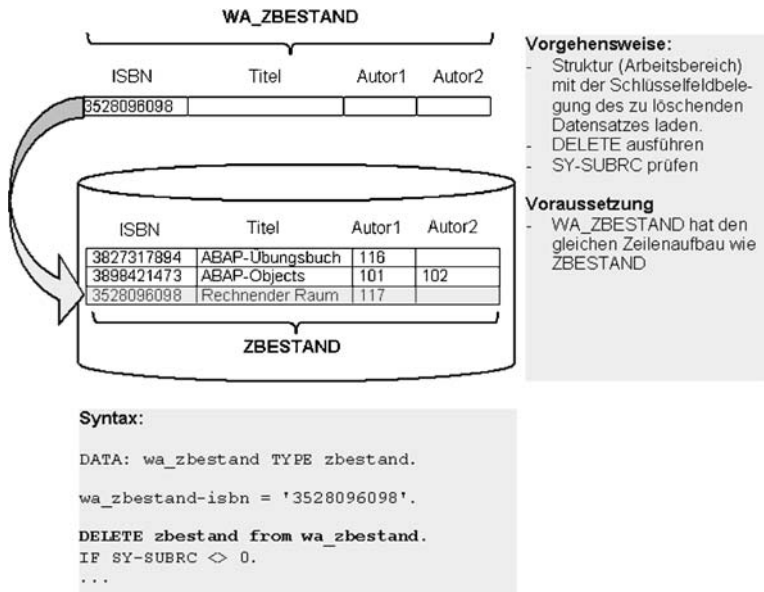 WA_ZBESTAND
ISBN Titel Autor1 Autor2
3528096098
ISBN Titel Autor1 Autor2
3827317894 ABAP-Übungsbuch 116
3898421473 ABAP-Objects 101 102
3528096098 Rechnender Raum 117
ZBESTAND
Vorgehensweise:
- Struktur (Arbeitsbereich)
mit der Schlüsselfeldbele-
gung des zu löschenden
Datensatzes laden.
- DELETE ausführen
- SY-SUBRC prüfen
Voraussetzung
- WA_ZBESTAND hat den
gleichen Zeilenaufbau wie
ZBESTAND
Syntax:
DATA: wa_zbestand TYPE zbestand.
wa_zbestand-isbn = '3528096098'.
DELETE zbestand from wa_zbestand.
IF SY-SUBRC <> 0.
...